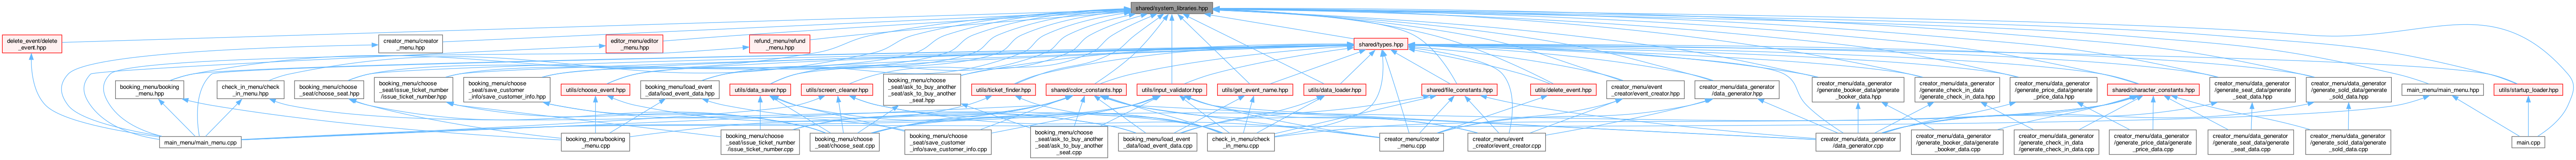 shared/system_libraries.hpp
delete_event/delete
_event.hpp
creator_menu/creator
_menu.hpp
editor_menu/editor
_menu.hpp
refund_menu/refund
_menu.hpp
shared/types.hpp
booking_menu/booking
_menu.hpp
check_in_menu/check
_in_menu.hpp
booking_menu/choose
_seat/choose_seat.hpp
booking_menu/choose
_seat/issue_ticket_number
/issue_ticket_number.hpp
booking_menu/choose
_seat/save_customer
_info/save_customer_info.hpp
utils/choose_event.hpp
booking_menu/load_event
_data/load_event_data.hpp
utils/data_saver.hpp
utils/screen_cleaner.hpp
booking_menu/choose
_seat/ask_to_buy_another
_seat/ask_to_buy_another
_seat.hpp
utils/ticket_finder.hpp
shared/color_constants.hpp
utils/input_validator.hpp
utils/get_event_name.hpp
utils/data_loader.hpp
shared/file_constants.hpp
utils/delete_event.hpp
creator_menu/event
_creator/event_creator.hpp
creator_menu/data_generator
/data_generator.hpp
creator_menu/data_generator
/generate_booker_data/generate
_booker_data.hpp
creator_menu/data_generator
/generate_check_in_data
/generate_check_in_data.hpp
creator_menu/data_generator
/generate_price_data/generate
_price_data.hpp
shared/character_constants.hpp
creator_menu/data_generator
/generate_seat_data/generate
_seat_data.hpp
creator_menu/data_generator
/generate_sold_data/generate
_sold_data.hpp
main_menu/main_menu.hpp
utils/startup_loader.hpp
main_menu/main_menu.cpp
booking_menu/booking
_menu.cpp
booking_menu/choose
_seat/issue_ticket_number
/issue_ticket_number.cpp
booking_menu/choose
_seat/choose_seat.cpp
booking_menu/choose
_seat/save_customer
_info/save_customer_info.cpp
booking_menu/choose
_seat/ask_to_buy_another
_seat/ask_to_buy_another
_seat.cpp
booking_menu/load_event
_data/load_event_data.cpp
check_in_menu/check
_in_menu.cpp
creator_menu/creator
_menu.cpp
creator_menu/event
_creator/event_creator.cpp
creator_menu/data_generator
/data_generator.cpp
creator_menu/data_generator
/generate_booker_data/generate
_booker_data.cpp
creator_menu/data_generator
/generate_check_in_data
/generate_check_in_data.cpp
creator_menu/data_generator
/generate_price_data/generate
_price_data.cpp
creator_menu/data_generator
/generate_seat_data/generate
_seat_data.cpp
creator_menu/data_generator
/generate_sold_data/generate
_sold_data.cpp
main.cpp